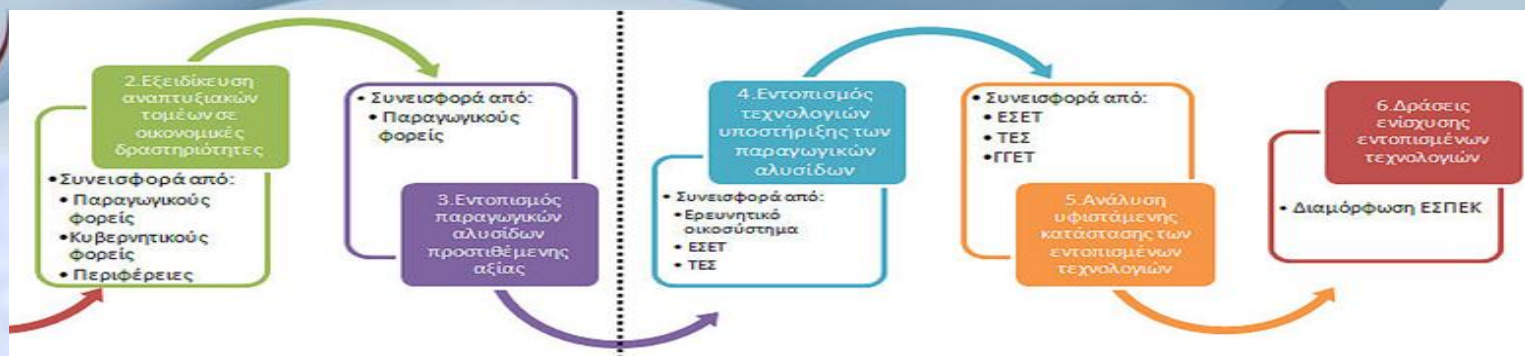 2.Εξειδίκευση
αναπτυξιακών
τομέων σε
οικονομικές
δραστηριότητες
• Συνεισφορά από:
• Παραγωγικούς
φορείς
• Κυβερνητικούς
φορείς
• Περιφέρειες
• Συνεισφορά από:
• Παραγωγικούς
φορείς
3.Εντοπισμός
παραγωγικών
αλυσίδων
προστιθέμενης
αξίας
4.Εντοπισμός
τεχνολογιών
υποστήριξης των
παραγωγικών
αλυσίδων
• Συνεισφορά από:
• Ερευνητικό
οικοσύστημα
• ΕΣΕΤ
• ΤΕΣ
• Συνεισφορά από:
• ΕΣΕΤ
• ΤΕΣ
• ΓΓΕΤ
5.Ανάλυση
υφιστάμενης
κατάστασης των
εντοπισμένων
τεχνολογιών
6.Δράσεις
ενίσχυσης
εντοπισμένων
τεχνολογιών
• Διαμόρφωση ΕΣΠΕΚ